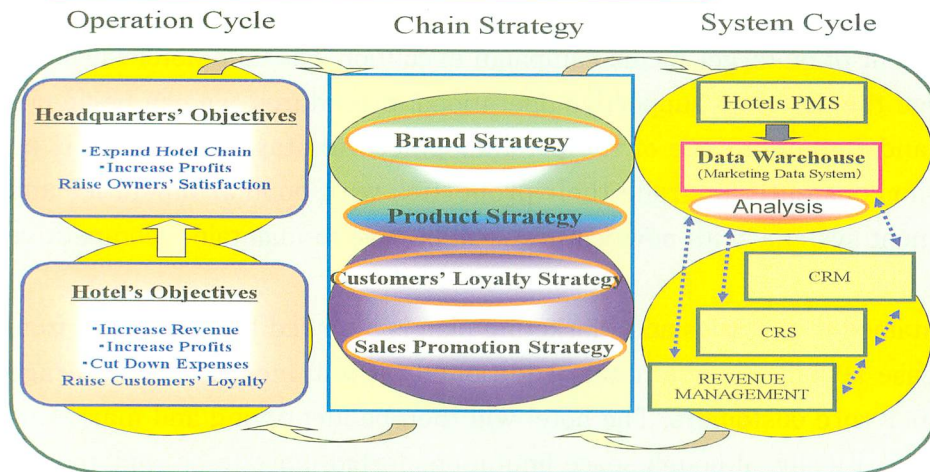 Operation Cycle
Chain Strategy
System Cycle
Headquarters' Objectives
・Expand Hotel Chain
・Increase Profits
Raise Owners' Satisfaction
Hotel's Objectives
・Increase Revenue
・Increase Profits
・Cut Down Expenses
Raise Customers' Loyalty
Brand Strategy
Product Strategy
Customers' Loyalty Strategy
Sales Promotion Strategy
Hotels PMS
Data Warehouse
(Marketing Data System)
Analysis
CRM
CRS
REVENUE
MANAGEMENT